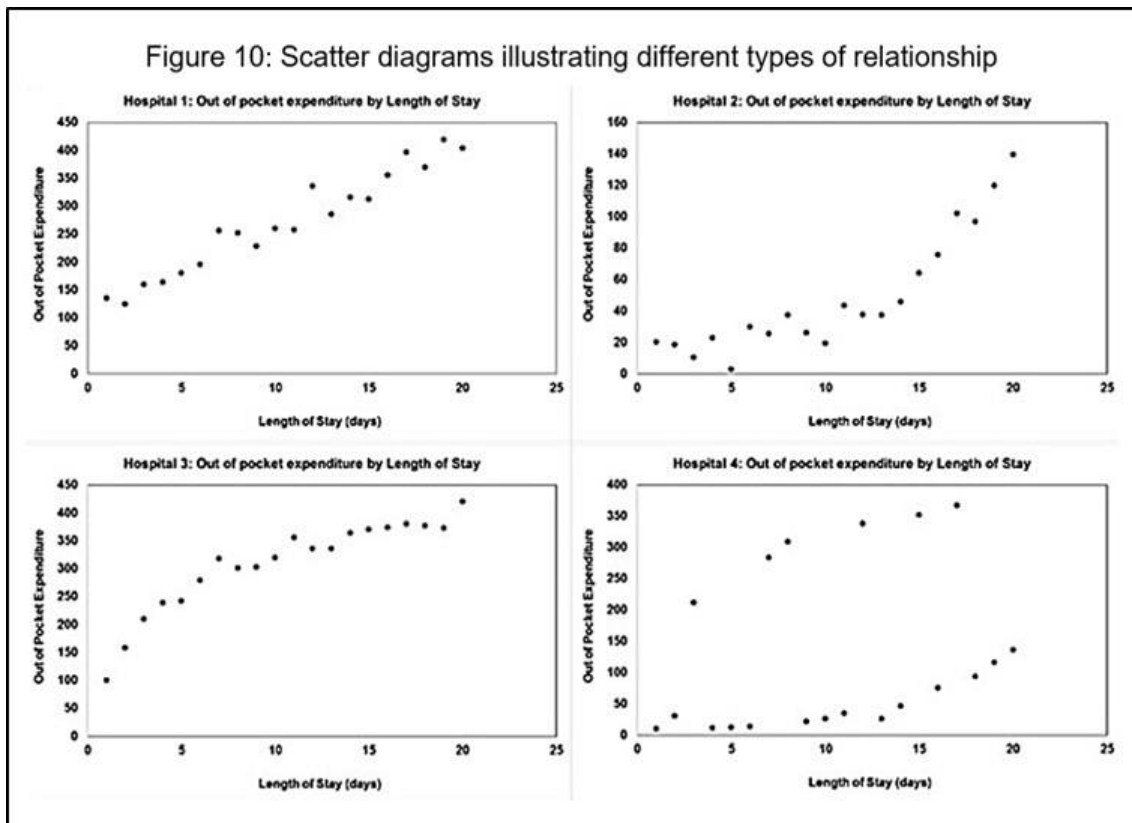 Figure 10: Scatter diagrams illustrating different types of relationship
Hospital 1: Out of pocket expenditure by Length of Stay
Out of Pocket Expenditure
450
400
350
300
250
200
150
100
50
0
0 5 10 15 20 25
Length of Stay (days)
Hospital 2: Out of pocket expenditure by Length of Stay
Out of Pocket Expenditure
160
140
120
100
80
60
40
20
0
0 5 10 15 20 25
Length of Stay (days)
Hospital 3: Out of pocket expenditure by Length of Stay
Out of Pocket Expenditure
450
400
350
300
250
200
150
100
50
0
0 5 10 15 20 25
Length of Stay (days)
Hospital 4: Out of pocket expenditure by Length of Stay
Out of Pocket Expenditure
400
350
300
250
200
150
100
50
0
0 5 10 15 20 25
Length of Stay (days)